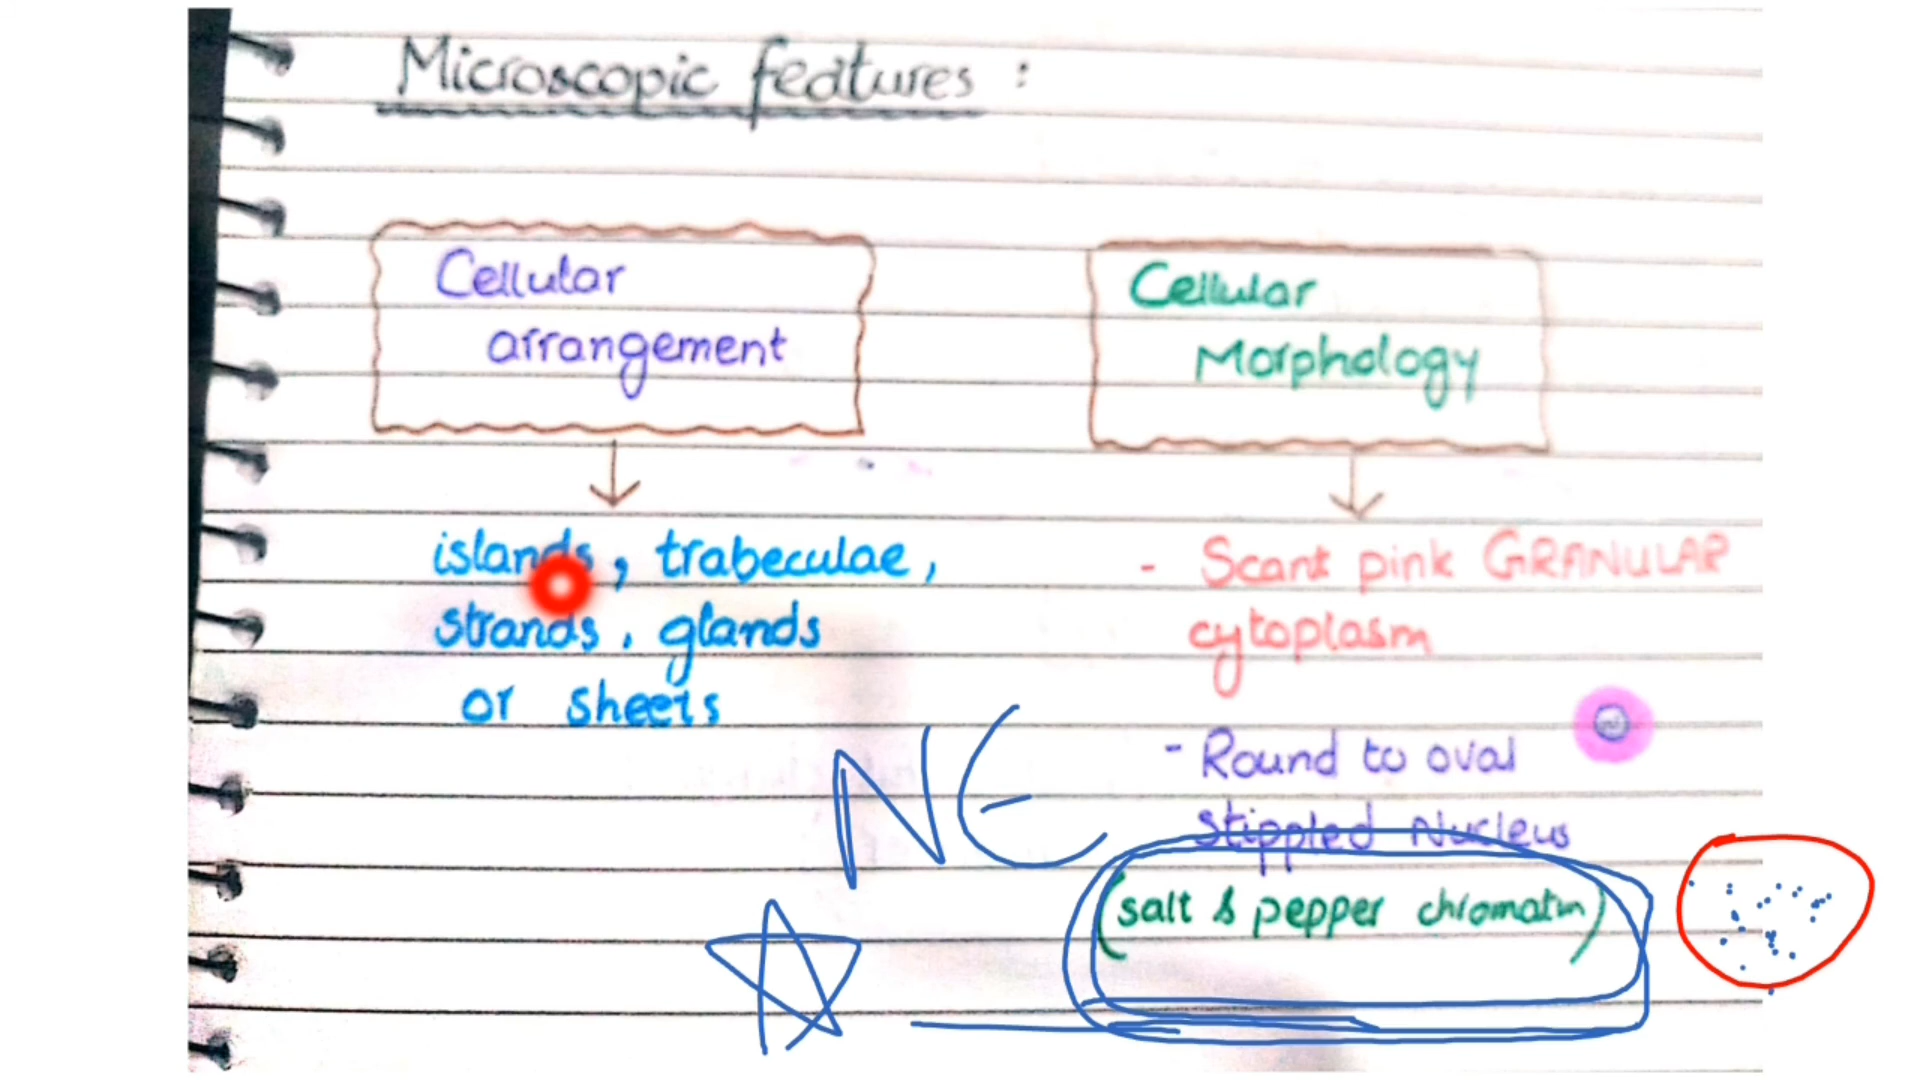 Microscopic features :
Cellular
arrangement
islands, trabeculae,
strands, glands
or sheets
Cellular
Morphology
- Scant pink GRANULAR
cytoplasm
- Round to oval
stippled Nucleus
(salt & pepper chromatin)
NE